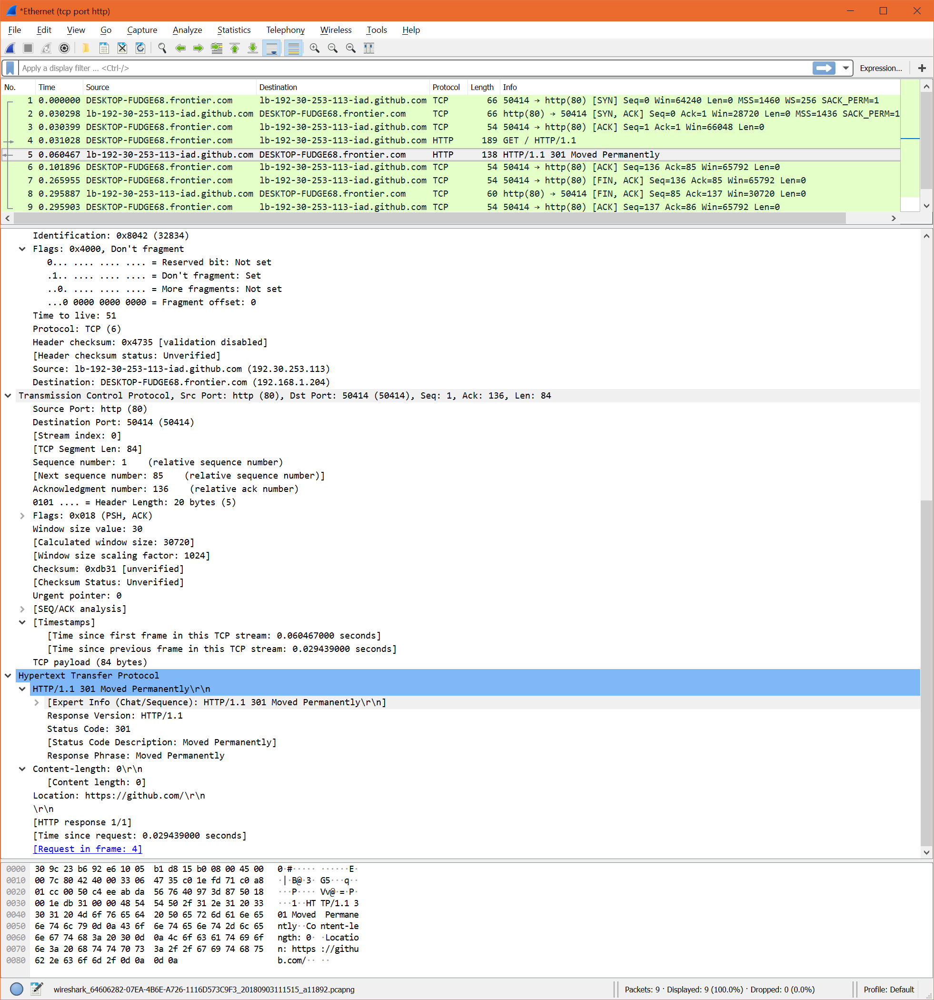 *Ethernet (tcp port http)
File Edit View Go Capture Analyze Statistics Telephony Wireless Tools Help
Apply a display filter ... <Ctrl-/> Expression... +
No. Time Source Destination Protocol Length Info
1 0.000000 DESKTOP-FUDGE68.frontier.com lb-192-30-253-113-iad.github.com TCP 66 50414 → http(80) [SYN] Seq=0 Win=64240 Len=0 MSS=1460 WS=256 SACK_PERM=1
2 0.030298 lb-192-30-253-113-iad.github.com DESKTOP-FUDGE68.frontier.com TCP 66 http(80) → 50414 [SYN, ACK] Seq=0 Ack=1 Win=28720 Len=0 MSS=1436 SACK_PERM=1
3 0.030399 DESKTOP-FUDGE68.frontier.com lb-192-30-253-113-iad.github.com TCP 54 50414 → http(80) [ACK] Seq=1 Ack=1 Win=66048 Len=0
4 0.031028 DESKTOP-FUDGE68.frontier.com lb-192-30-253-113-iad.github.com HTTP 189 GET / HTTP/1.1
5 0.060467 lb-192-30-253-113-iad.github.com DESKTOP-FUDGE68.frontier.com HTTP 138 HTTP/1.1 301 Moved Permanently
6 0.101896 DESKTOP-FUDGE68.frontier.com lb-192-30-253-113-iad.github.com TCP 54 50414 → http(80) [ACK] Seq=136 Ack=85 Win=65792 Len=0
7 0.265955 DESKTOP-FUDGE68.frontier.com lb-192-30-253-113-iad.github.com TCP 54 50414 → http(80) [FIN, ACK] Seq=136 Ack=85 Win=65792 Len=0
8 0.295887 lb-192-30-253-113-iad.github.com DESKTOP-FUDGE68.frontier.com TCP 60 http(80) → 50414 [FIN, ACK] Seq=85 Ack=137 Win=30720 Len=0
9 0.295903 DESKTOP-FUDGE68.frontier.com lb-192-30-253-113-iad.github.com TCP 54 50414 → http(80) [ACK] Seq=137 Ack=86 Win=65792 Len=0
Identification: 0x8042 (32834)
Flags: 0x4000, Don't fragment
0... .... .... .... = Reserved bit: Not set
.1.. .... .... .... = Don't fragment: Set
..0. .... .... .... = More fragments: Not set
...0 0000 0000 0000 = Fragment offset: 0
Time to live: 51
Protocol: TCP (6)
Header checksum: 0x4735 [validation disabled]
[Header checksum status: Unverified]
Source: lb-192-30-253-113-iad.github.com (192.30.253.113)
Destination: DESKTOP-FUDGE68.frontier.com (192.168.1.204)
Transmission Control Protocol, Src Port: http (80), Dst Port: 50414 (50414), Seq: 1, Ack: 136, Len: 84
Source Port: http (80)
Destination Port: 50414 (50414)
[Stream index: 0]
[TCP Segment Len: 84]
Sequence number: 1    (relative sequence number)
[Next sequence number: 85    (relative sequence number)]
Acknowledgment number: 136    (relative ack number)
0101 .... = Header Length: 20 bytes (5)
Flags: 0x018 (PSH, ACK)
Window size value: 30
[Calculated window size: 30720]
[Window size scaling factor: 1024]
Checksum: 0xdb31 [unverified]
[Checksum Status: Unverified]
Urgent pointer: 0
[SEQ/ACK analysis]
[Timestamps]
[Time since first frame in this TCP stream: 0.060467000 seconds]
[Time since previous frame in this TCP stream: 0.029439000 seconds]
TCP payload (84 bytes)
Hypertext Transfer Protocol
HTTP/1.1 301 Moved Permanently\r\n
[Expert Info (Chat/Sequence): HTTP/1.1 301 Moved Permanently\r\n]
Response Version: HTTP/1.1
Status Code: 301
[Status Code Description: Moved Permanently]
Response Phrase: Moved Permanently
Content-length: 0\r\n
[Content length: 0]
Location: https://github.com/\r\n
\r\n
[HTTP response 1/1]
[Time since request: 0.029439000 seconds]
[Request in frame: 4]
0000 30 9c 23 b6 92 e6 10 05 b1 d8 15 b0 08 00 45 00 0·#····· ······E·
0010 00 7c 80 42 40 00 33 06 47 35 c0 1e fd 71 c0 a8 ·|·B@·3· G5···q··
0020 01 cc 00 50 c4 ee ab da 56 76 40 97 3d 87 50 18 ···P···· Vv@·=·P·
0030 00 1e db 31 00 00 48 54 54 50 2f 31 2e 31 20 33 ···1··HT TP/1.1 3
0040 30 31 20 4d 6f 76 65 64 20 50 65 72 6d 61 6e 65 01 Moved  Permane
0050 6e 74 6c 79 0d 0a 43 6f 6e 74 65 6e 74 2d 6c 65 ntly··Co ntent-le
0060 6e 67 74 68 3a 20 30 0d 0a 4c 6f 63 61 74 69 6f ngth: 0· ·Locatio
0070 6e 3a 20 68 74 74 70 73 3a 2f 2f 67 69 74 68 75 n: https ://githu
0080 62 2e 63 6f 6d 2f 0d 0a 0d 0a b.com/·· ··
wireshark_64606282-07EA-4B6E-A726-1116D573C9F3_20180903111515_a11892.pcapng Packets: 9 · Displayed: 9 (100.0%) · Dropped: 0 (0.0%) Profile: Default